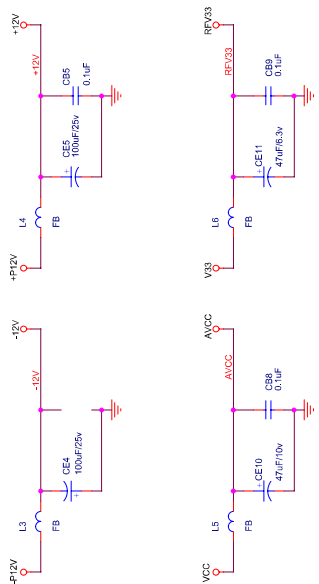 +P12V
L4
FB
CE5
100uF/25v
+
CB5
0.1uF
+12V
+12V
V33
L6
FB
CE11
47uF/6.3v
+
CB9
0.1uF
RFV33
RFV33
-P12V
L3
FB
CE4
100uF/25v
+
-12V
-12V
VCC
L5
FB
CE10
47uF/10v
+
CB8
0.1uF
AVCC
AVCC